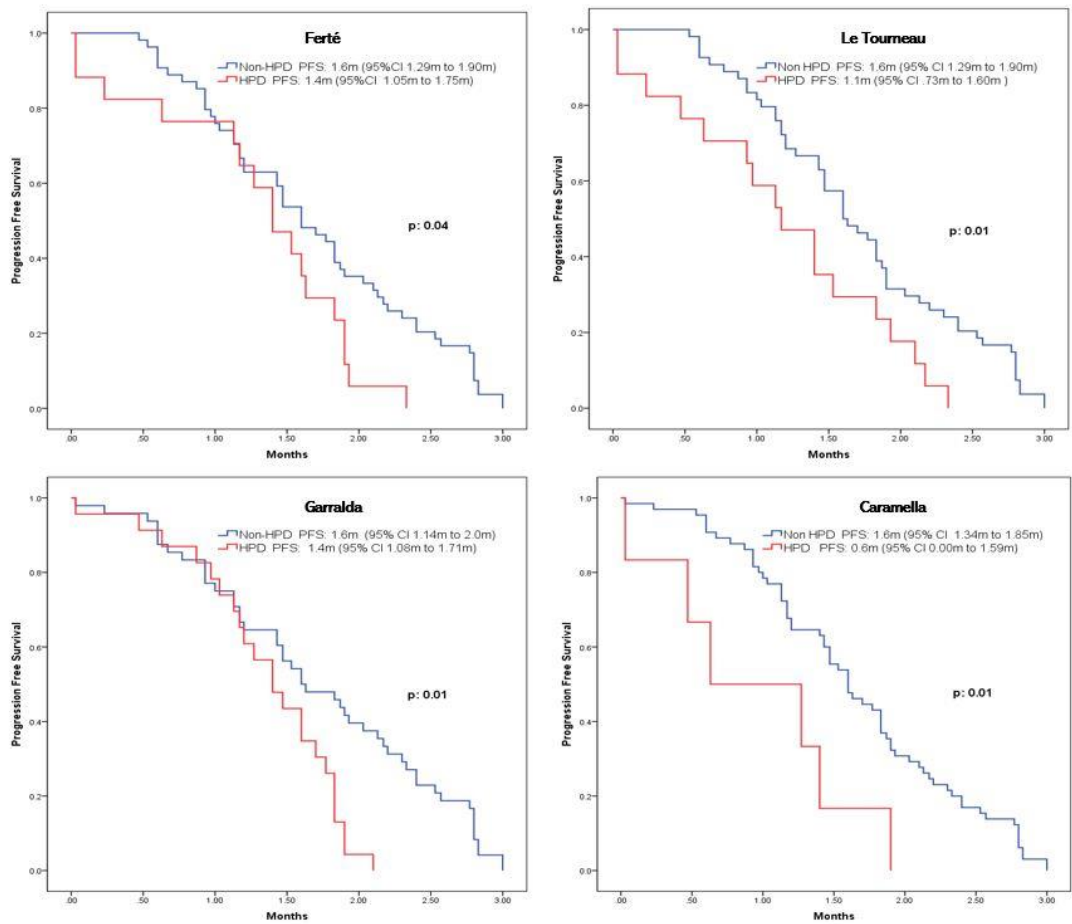 Ferté
Non-HPD PFS: 1.6m (95%CI 1.29m to 1.90m)
HPD PFS: 1.4m (95%CI 1.05m to 1.75m)
p: 0.04
Progression Free Survival
1.0
0.8
0.6
0.4
0.2
0.0
.00 .50 1.00 1.50 2.00 2.50 3.00
Months
Le Tourneau
Non HPD PFS: 1.6m (95% CI 1.29m to 1.90m)
HPD PFS: 1.1m (95% CI .73m to 1.60m )
p: 0.01
Progression Free Survival
1.0
0.8
0.6
0.4
0.2
0.0
.00 .50 1.00 1.50 2.00 2.50 3.00
Months
Garralda
Non-HPD PFS: 1.6m (95% CI 1.14m to 2.0m)
HPD PFS: 1.4m (95% CI 1.08m to 1.71m)
p: 0.01
Progression Free Survival
1.0
0.8
0.6
0.4
0.2
0.0
.00 .50 1.00 1.50 2.00 2.50 3.00
Months
Caramella
Non HPD PFS: 1.6m (95% CI 1.34m to 1.85m)
HPD PFS: 0.6m (95% CI 0.00m to 1.59m)
p: 0.01
Progression Free Survival
1.0
0.8
0.6
0.4
0.2
0.0
.00 .50 1.00 1.50 2.00 2.50 3.00
Months